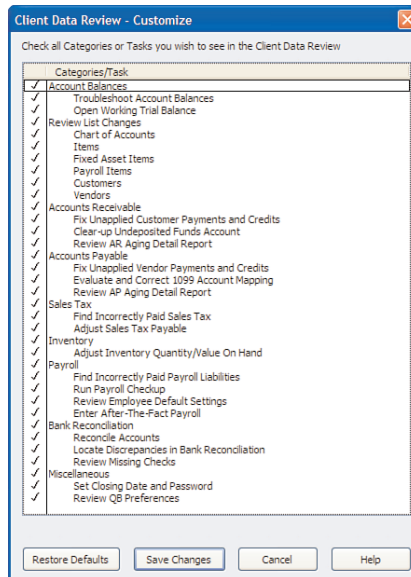 Client Data Review - Customize
Check all Categories or Tasks you wish to see in the Client Data Review
Categories/Task
✓ Account Balances
✓ Troubleshoot Account Balances
✓ Open Working Trial Balance
✓ Review List Changes
✓ Chart of Accounts
✓ Items
✓ Fixed Asset Items
✓ Payroll Items
✓ Customers
✓ Vendors
✓ Accounts Receivable
✓ Fix Unapplied Customer Payments and Credits
✓ Clear-up Undeposited Funds Account
✓ Review AR Aging Detail Report
✓ Accounts Payable
✓ Fix Unapplied Vendor Payments and Credits
✓ Evaluate and Correct 1099 Account Mapping
✓ Review AP Aging Detail Report
✓ Sales Tax
✓ Find Incorrectly Paid Sales Tax
✓ Adjust Sales Tax Payable
✓ Inventory
✓ Adjust Inventory Quantity/Value On Hand
✓ Payroll
✓ Find Incorrectly Paid Payroll Liabilities
✓ Run Payroll Checkup
✓ Review Employee Default Settings
✓ Enter After-The-Fact Payroll
✓ Bank Reconciliation
✓ Reconcile Accounts
✓ Locate Discrepancies in Bank Reconciliation
✓ Review Missing Checks
✓ Miscellaneous
✓ Set Closing Date and Password
✓ Review QB Preferences
Restore Defaults Save Changes Cancel Help